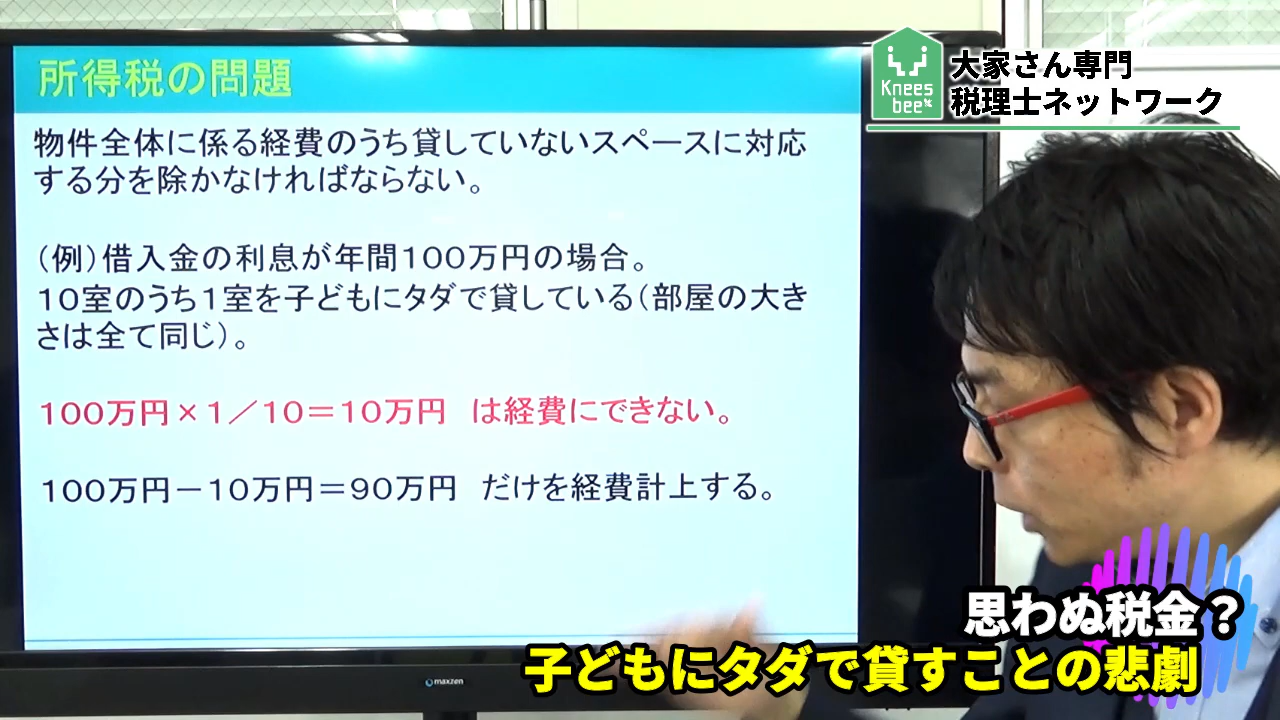 所得税の問題
物件全体に係る経費のうち貸していないスペースに対応
する分を除かなければならない。
（例）借入金の利息が年間１００万円の場合。
１０室のうち１室を子どもにタダで貸している（部屋の大き
さは全て同じ）。
１００万円×１／１０＝１０万円　は経費にできない。
１００万円－１０万円＝９０万円　だけを経費計上する。
maxzen
Knees
bee
大家さん専門
税理士ネットワーク
思わぬ税金？
子どもにタダで貸すことの悲劇